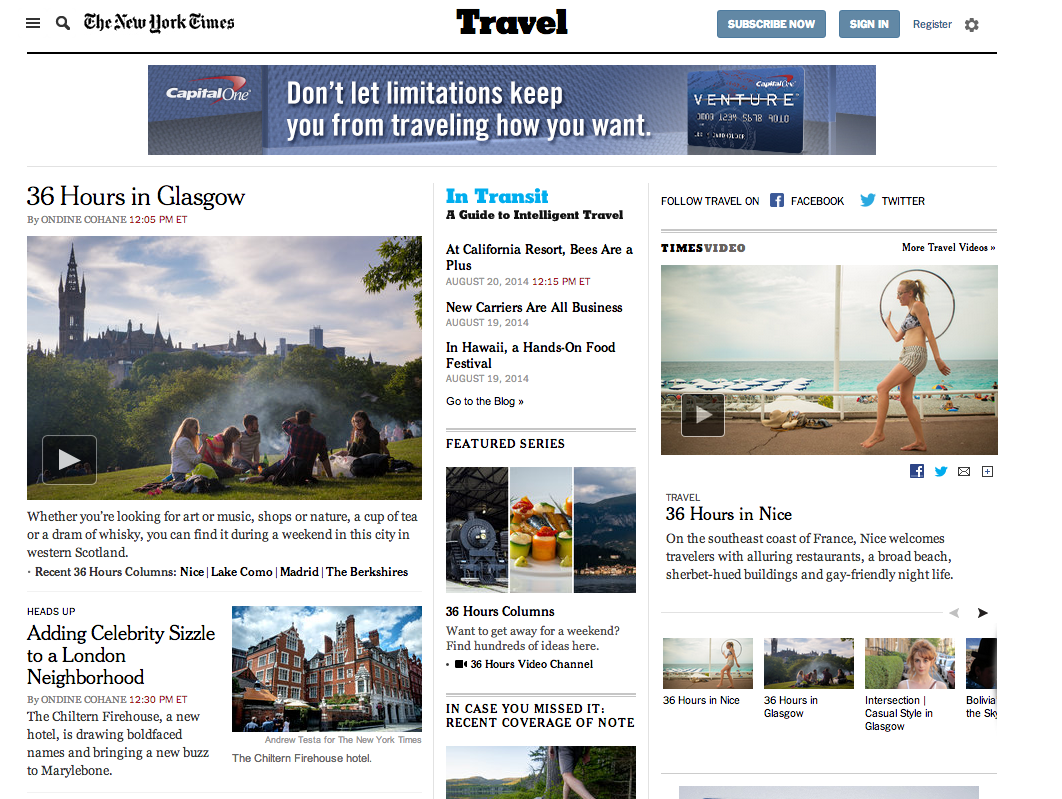 The New York Times
Travel
SUBSCRIBE NOW
SIGN IN
Register
Capital One
Don't let limitations keep
you from traveling how you want.
Capital One
VENTURE
36 Hours in Glasgow
By ONDINE COHANE 12:05 PM ET
Whether you're looking for art or music, shops or nature, a cup of tea
or a dram of whisky, you can find it during a weekend in this city in
western Scotland.
· Recent 36 Hours Columns: Nice | Lake Como | Madrid | The Berkshires
HEADS UP
Adding Celebrity Sizzle
to a London
Neighborhood
By ONDINE COHANE 12:30 PM ET
The Chiltern Firehouse, a new
hotel, is drawing boldfaced
names and bringing a new buzz
to Marylebone.
Andrew Testa for The New York Times
The Chiltern Firehouse hotel.
In Transit
A Guide to Intelligent Travel
At California Resort, Bees Are a
Plus
AUGUST 20, 2014 12:15 PM ET
New Carriers Are All Business
AUGUST 19, 2014
In Hawaii, a Hands-On Food
Festival
AUGUST 19, 2014
Go to the Blog »
FEATURED SERIES
36 Hours Columns
Want to get away for a weekend?
Find hundreds of ideas here.
· 36 Hours Video Channel
IN CASE YOU MISSED IT:
RECENT COVERAGE OF NOTE
FOLLOW TRAVEL ON FACEBOOK TWITTER
TIMESVIDEO
More Travel Videos »
TRAVEL
36 Hours in Nice
On the southeast coast of France, Nice welcomes
travelers with alluring restaurants, a broad beach,
sherbet-hued buildings and gay-friendly night life.
36 Hours in Nice
36 Hours in
Glasgow
Intersection |
Casual Style in
Glasgow
Bolivia
the Sky